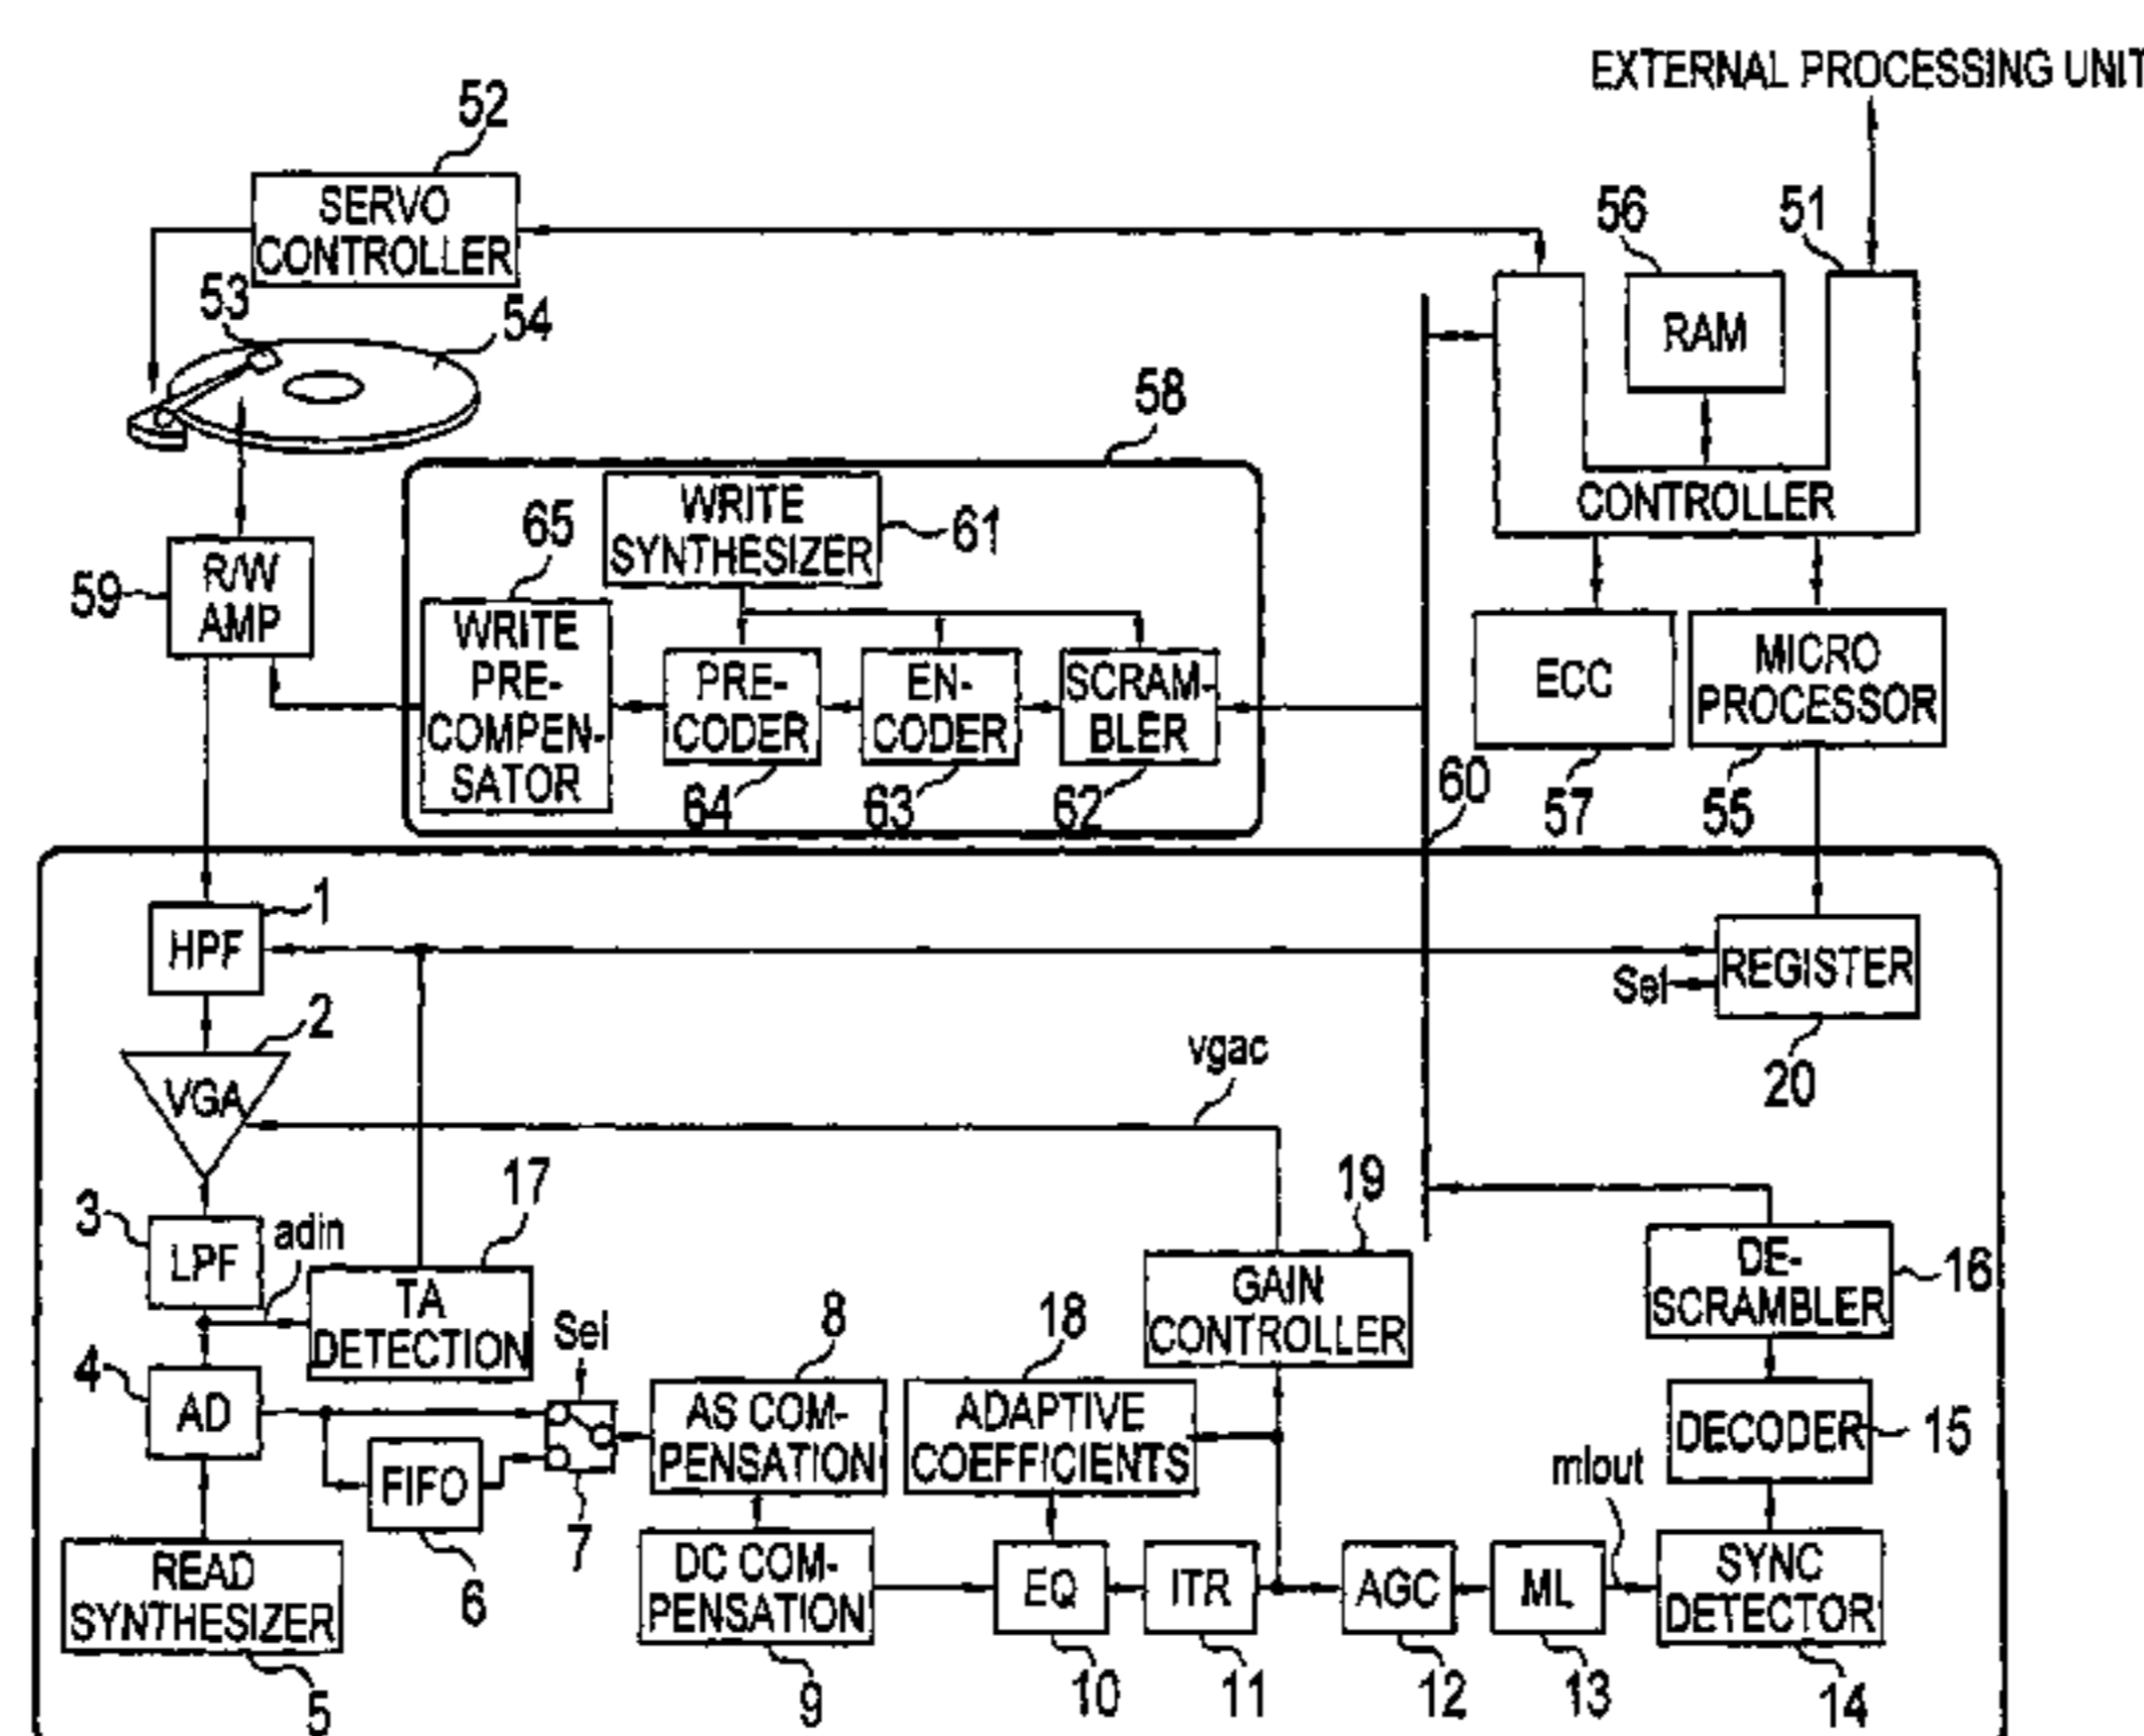 EXTERNAL PROCESSING UNIT
52
SERVO
CONTROLLER
53
54
56
51
RAM
CONTROLLER
58
WRITE
SYNTHESIZER
61
65
59
R/W
AMP
WRITE
PRE-
COMPEN-
SATOR
PRE-
CODER
EN-
CODER
SCRAM-
BLER
64
63
62
ECC
MICRO
PROCESSOR
57
55
60
1
HPF
REGISTER
Sel
20
2
VGA
vgac
3
LPF
adin
17
TA
DETECTION
19
GAIN
CONTROLLER
DE-
SCRAMBLER
16
4
AD
Sel
8
AS COM-
PENSATION
18
ADAPTIVE
COEFFICIENTS
DECODER
15
FIFO
6
7
mlout
READ
SYNTHESIZER
5
DC COM-
PENSATION
9
EQ
10
ITR
11
AGC
12
ML
13
SYNC
DETECTOR
14